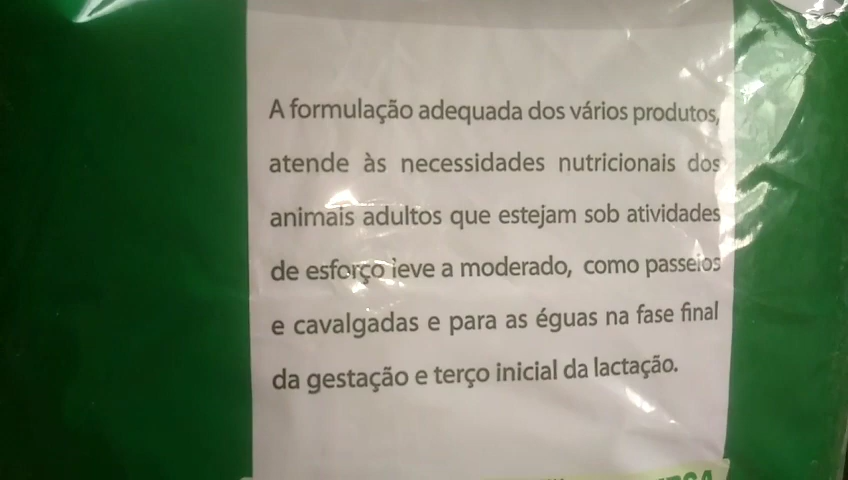 A formulação adequada dos vários produtos,
atende às necessidades nutricionais dos
animais adultos que estejam sob atividades
de esforço leve a moderado, como passeios
e cavalgadas e para as éguas na fase final
da gestação e terço inicial da lactação.